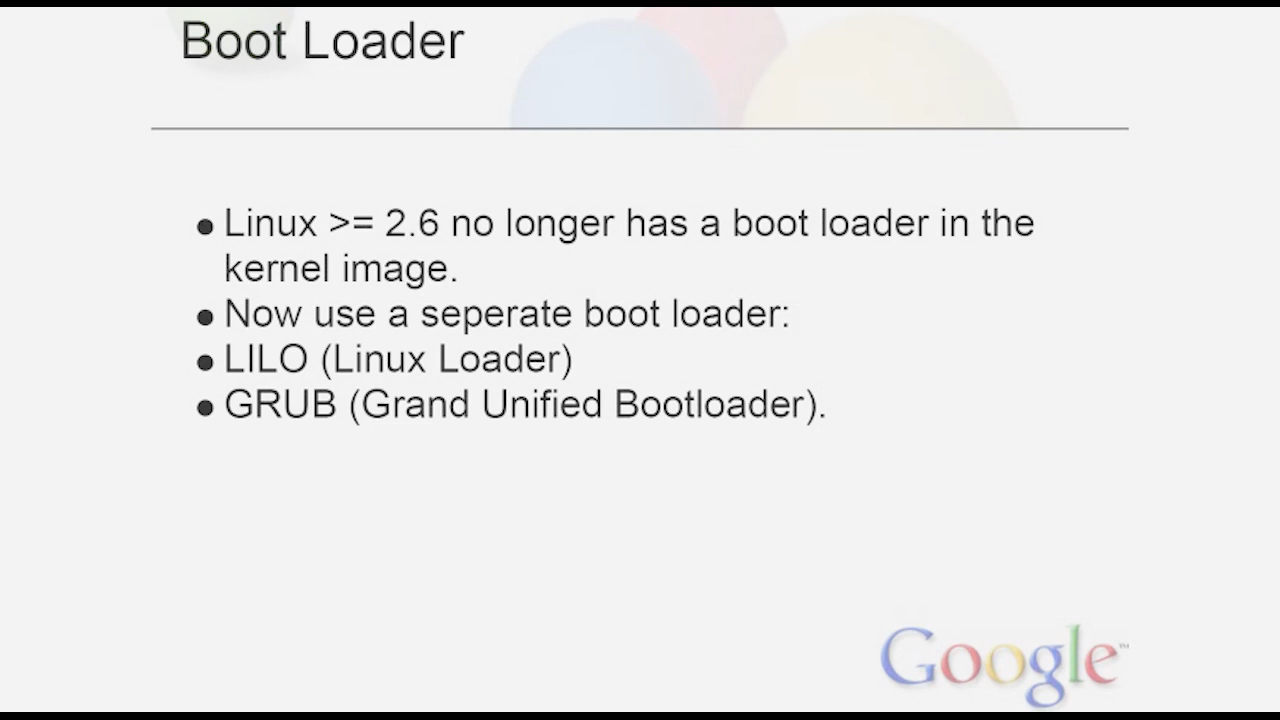 Boot Loader
● Linux >= 2.6 no longer has a boot loader in the
kernel image.
● Now use a seperate boot loader:
● LILO (Linux Loader)
● GRUB (Grand Unified Bootloader).
Google™